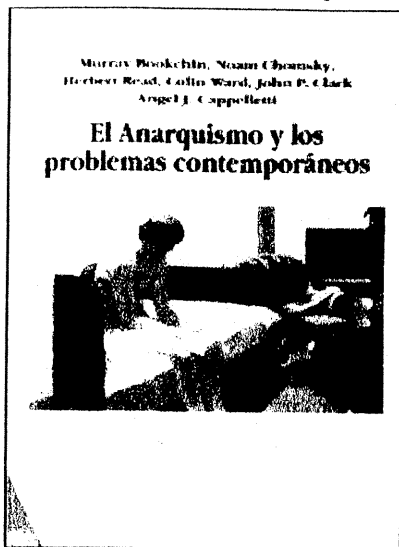 Murray Bookchin, Noam Chomsky,
Herbert Read, Colin Ward, John P. Clark
Angel J. Cappelletti
El Anarquismo y los
problemas contemporáneos